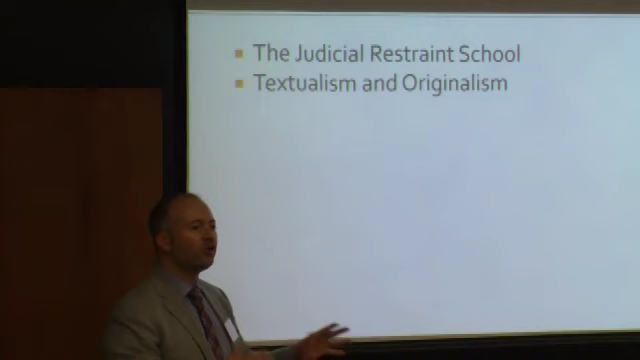 The Judicial Restraint School
Textualism and Originalism